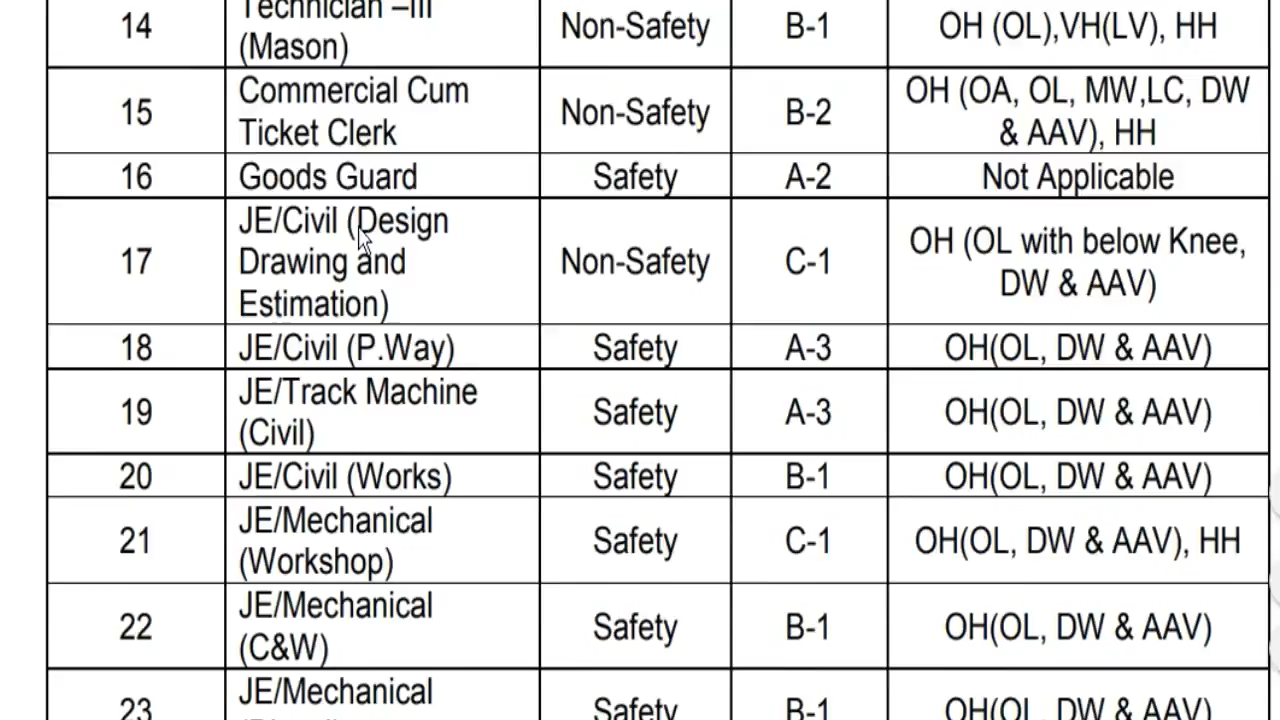 14
Technician –III
(Mason)
Non-Safety
B-1
OH (OL),VH(LV), HH
15
Commercial Cum
Ticket Clerk
Non-Safety
B-2
OH (OA, OL, MW,LC, DW
& AAV), HH
16
Goods Guard
Safety
A-2
Not Applicable
17
JE/Civil (Design
Drawing and
Estimation)
Non-Safety
C-1
OH (OL with below Knee,
DW & AAV)
18
JE/Civil (P.Way)
Safety
A-3
OH(OL, DW & AAV)
19
JE/Track Machine
(Civil)
Safety
A-3
OH(OL, DW & AAV)
20
JE/Civil (Works)
Safety
B-1
OH(OL, DW & AAV)
21
JE/Mechanical
(Workshop)
Safety
C-1
OH(OL, DW & AAV), HH
22
JE/Mechanical
(C&W)
Safety
B-1
OH(OL, DW & AAV)
23
JE/Mechanical
Safety
B-1
OH(OL, DW & AAV)